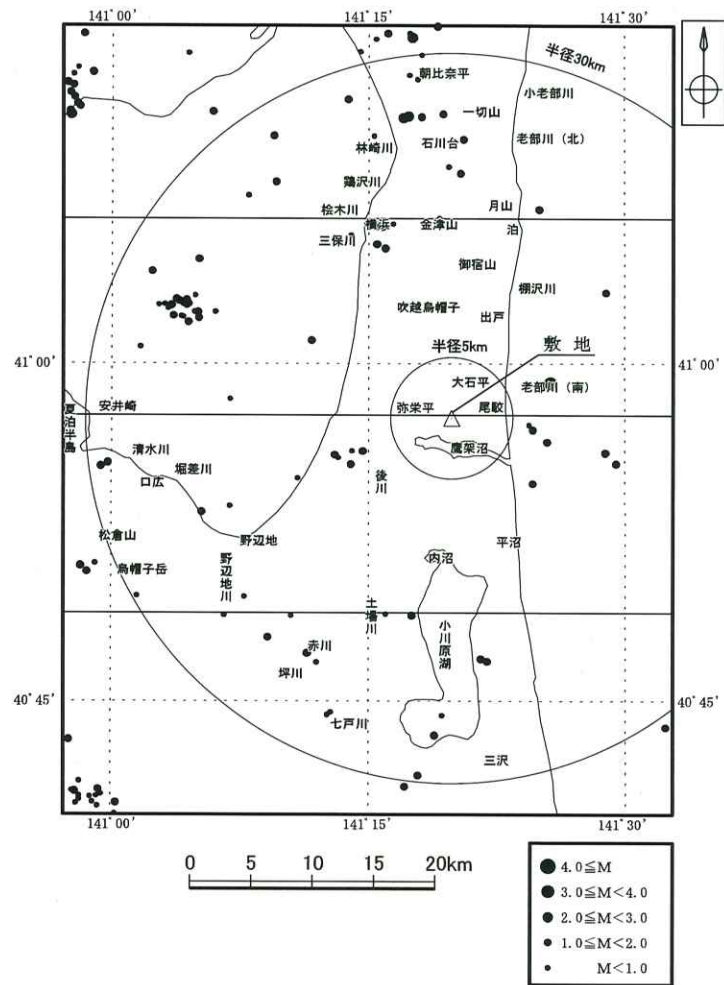 141°00′ 141°15′ 141°30′
半径30km
朝比奈平
小老部川
一切山
林崎川 石川台 老部川（北）
鶏沢川
桧木川 月山
横浜 金津山 泊
三保川
御宿山
棚沢川
吹越烏帽子
出戸
敷地
半径5km
41°00′ 41°00′
大石平 老部川（南）
安井崎 弥栄平 尾駮
夏泊半島
清水川 鷹架沼
堀差川
口広 後川
松倉山 野辺地 平沼
烏帽子岳 野辺地川 内沼
土場川 小川原湖
赤川
坪川
40°45′ 40°45′
七戸川
三沢
141°00′ 141°15′ 141°30′
0 5 10 15 20km
4.0≦M
3.0≦M<4.0
2.0≦M<3.0
1.0≦M<2.0
M<1.0